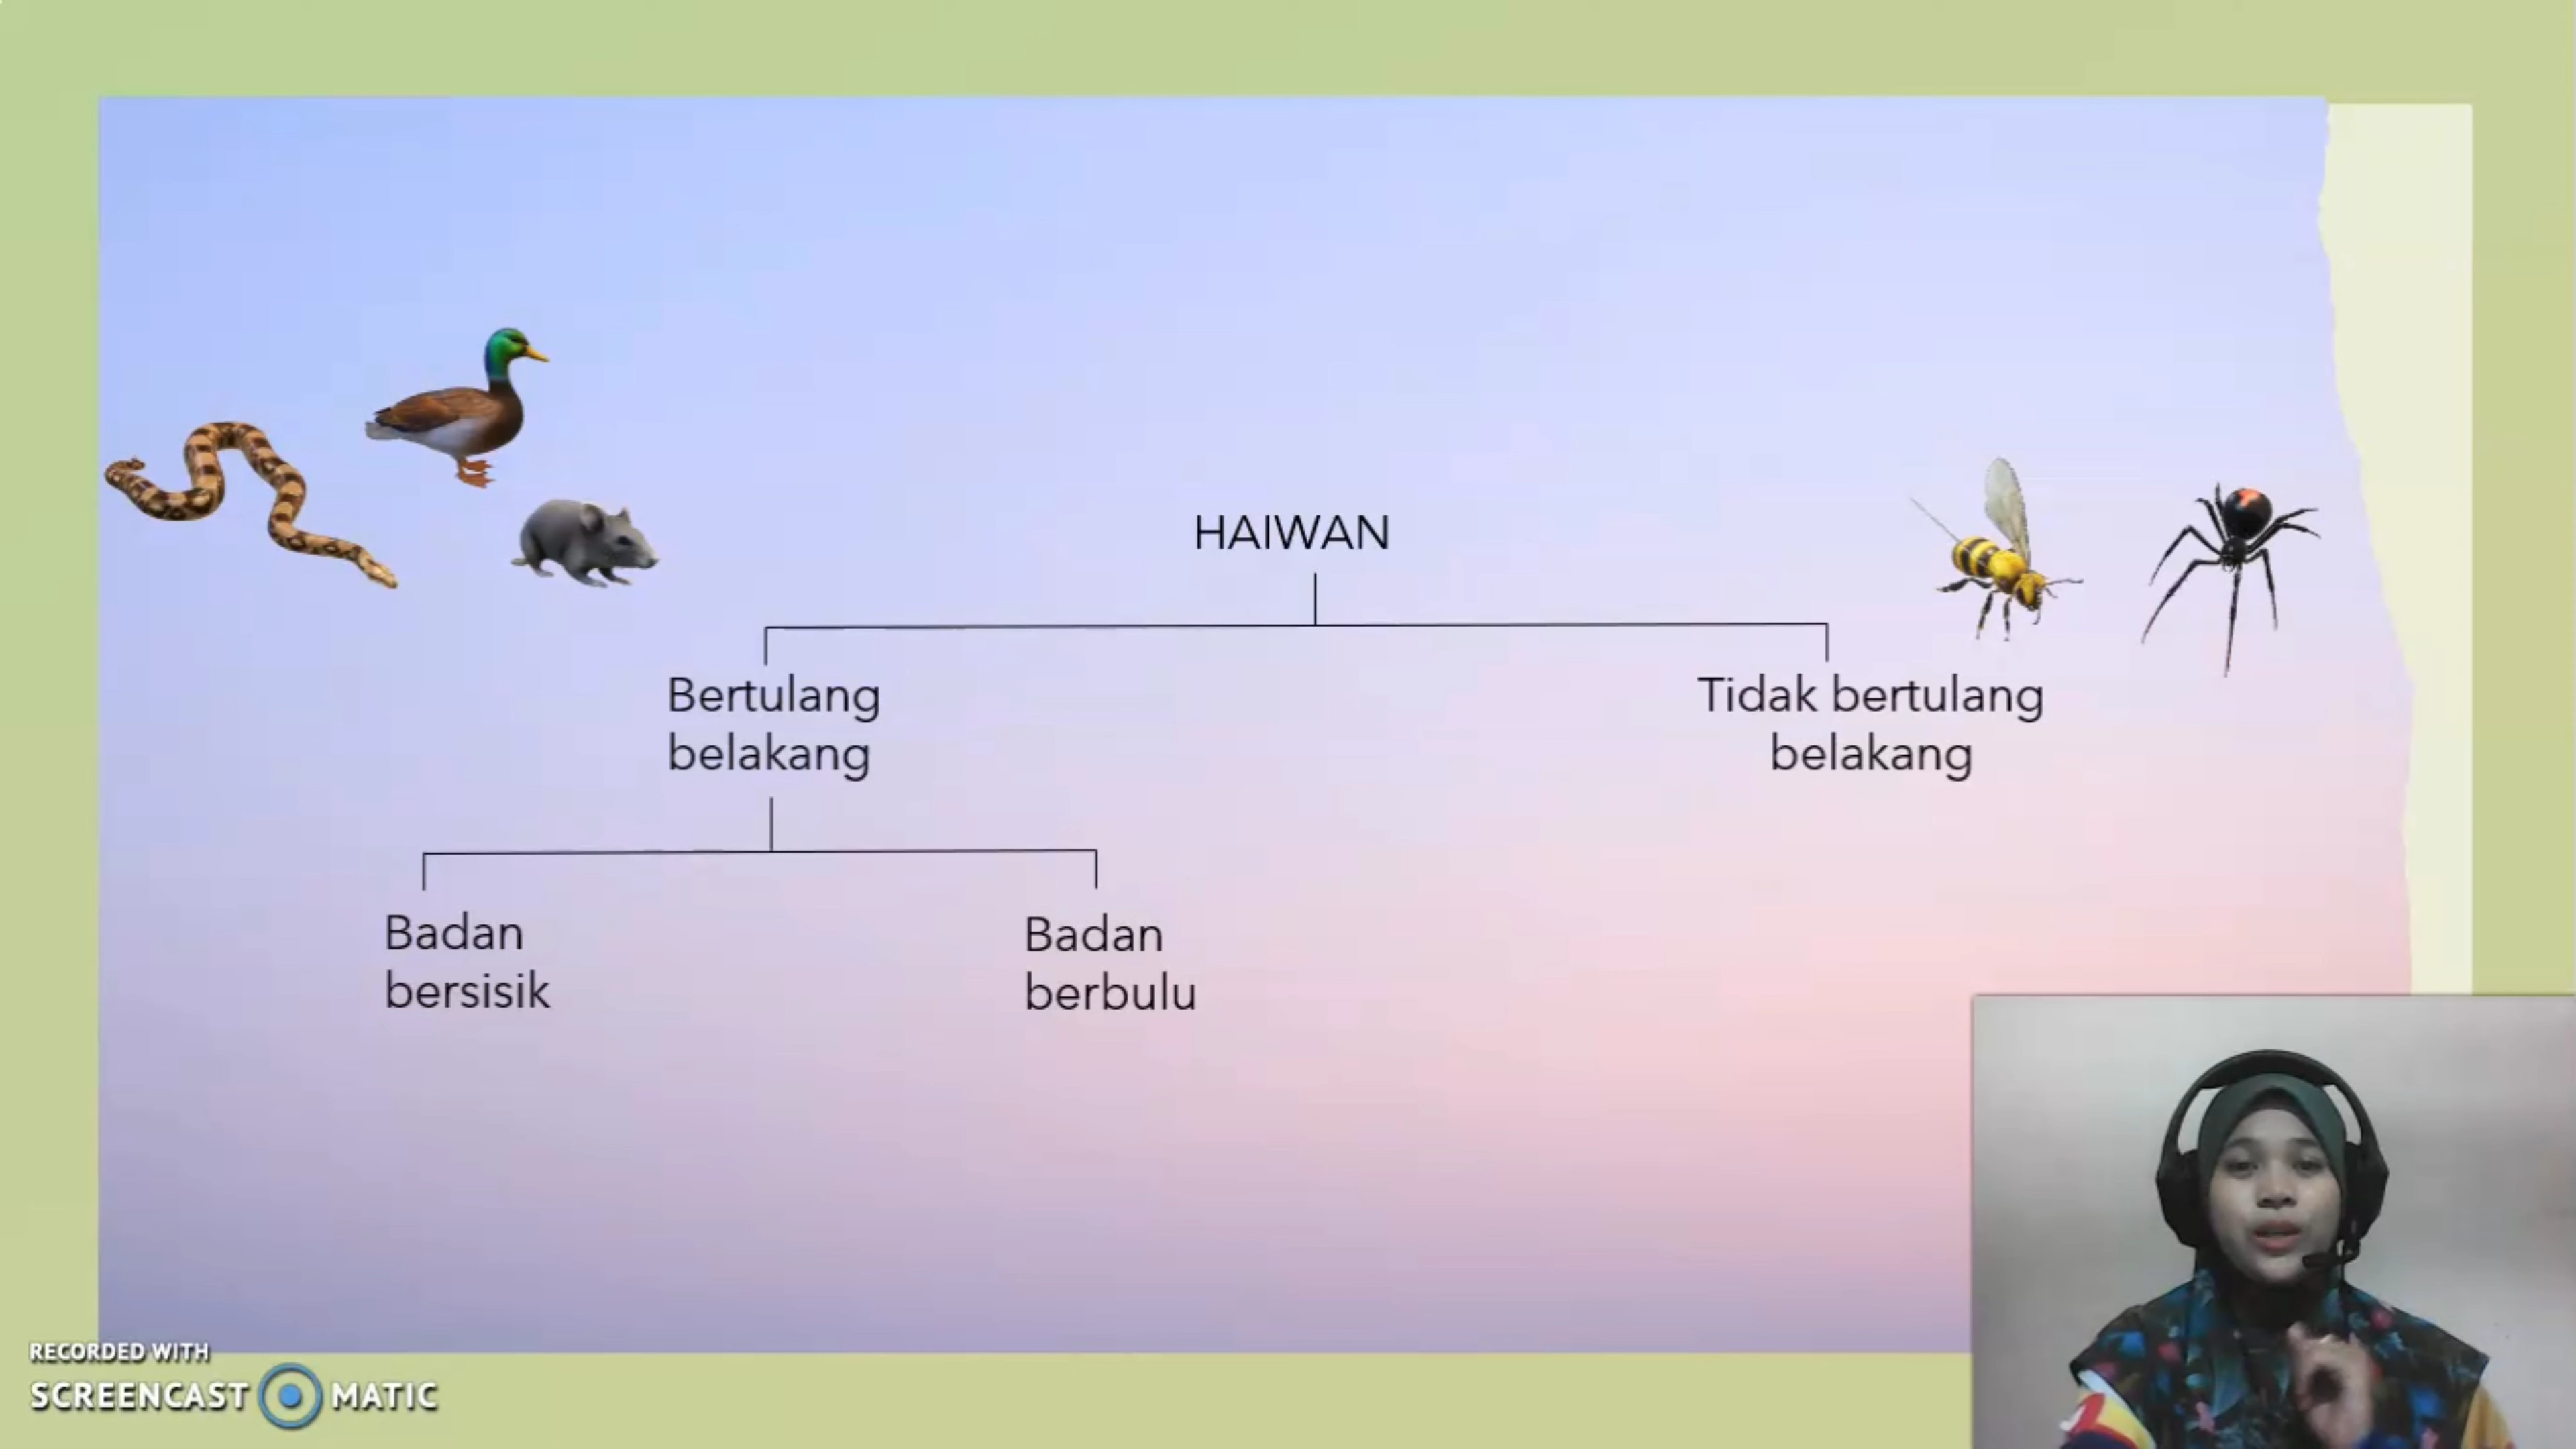 HAIWAN
Bertulang
belakang
Tidak bertulang
belakang
Badan
bersisik
Badan
berbulu
RECORDED WITH
SCREENCAST MATIC